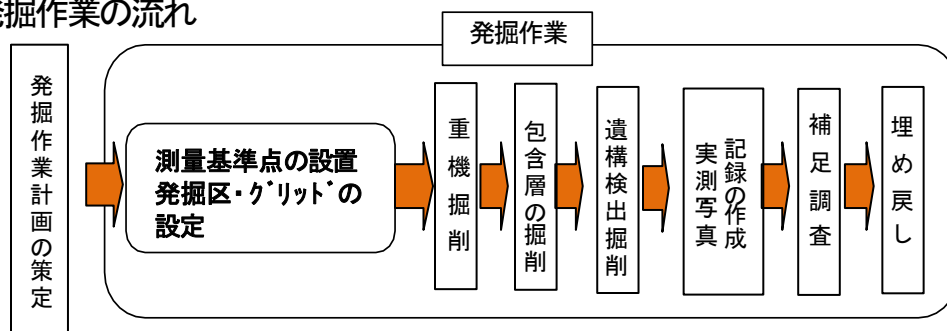 発掘作業の流れ
発掘作業
発掘作業計画の策定
測量基準点の設置
発掘区・グリッドの
設定
重機掘削
包含層の掘削
遺構検出掘削
記録の作成
実測写真
補足調査
埋め戻し